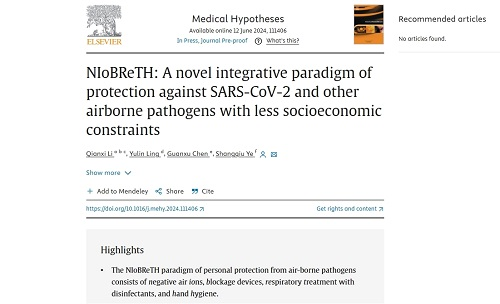 Medical Hypotheses
Available online 12 June 2024, 111406
In Press, Journal Pre-proof What's this?
ELSEVIER
Recommended articles
No articles found.
NIoBReTH: A novel integrative paradigm of
protection against SARS-CoV-2 and other
airborne pathogens with less socioeconomic
constraints
Qianxi Li a b c, Yulin Ling d, Guanxu Chen e, Shangqiu Ye f
Show more
Add to Mendeley Share Cite
https://doi.org/10.1016/j.mehy.2024.111406 Get rights and content
Highlights
• The NIoBReTH paradigm of personal protection from air-borne pathogens
consists of negative air ions, blockage devices, respiratory treatment with
disinfectants, and hand hygiene.